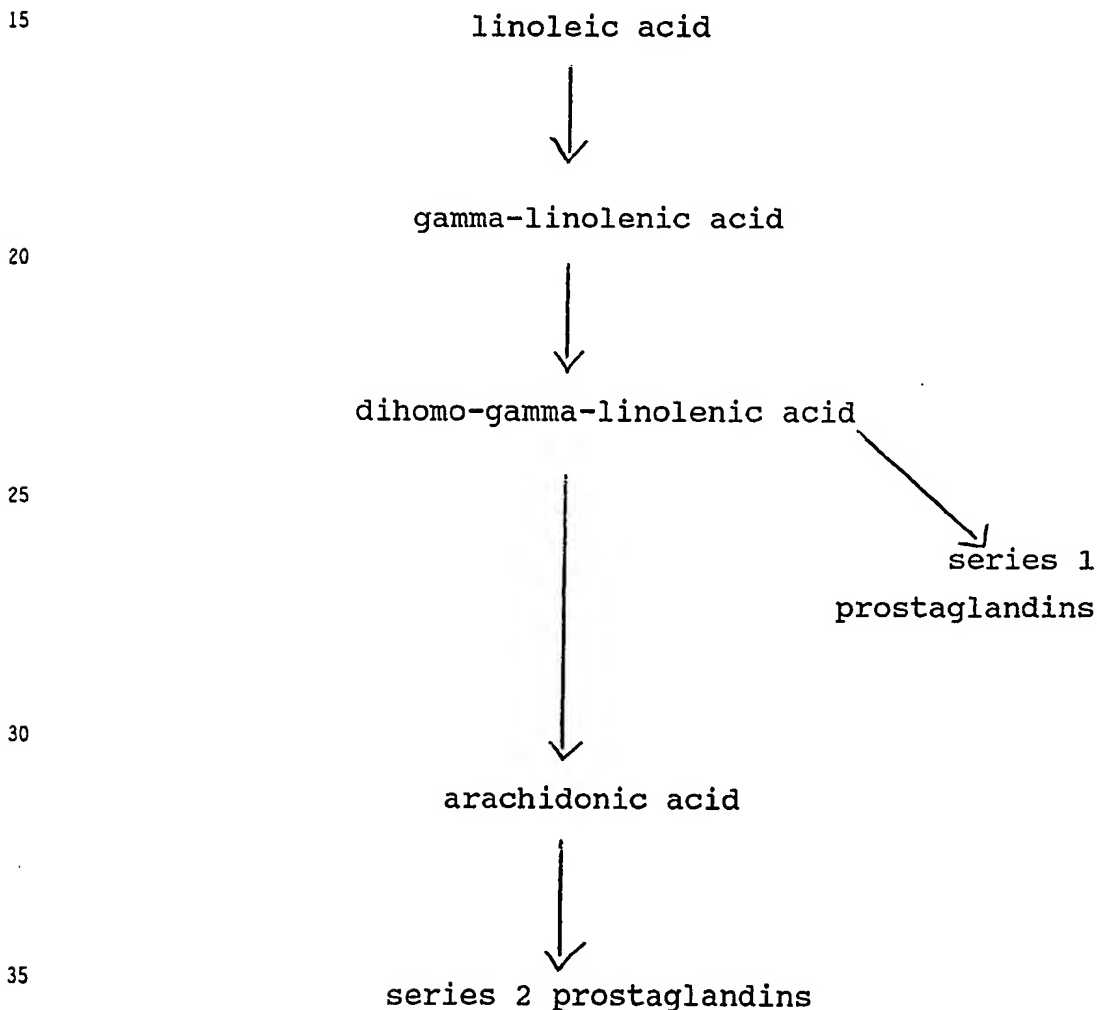 15
linoleic acid
gamma-linolenic acid
20
dihomo-gamma-linolenic acid
25
series 1
prostaglandins
30
arachidonic acid
35
series 2 prostaglandins